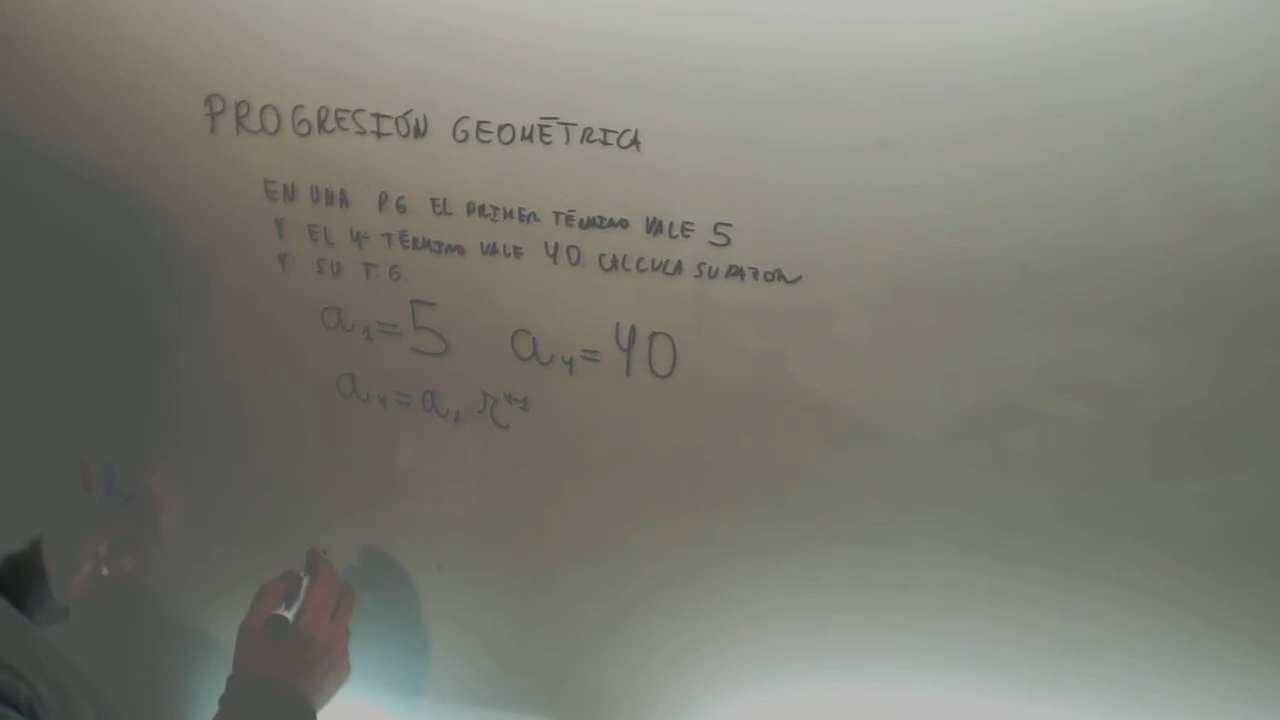 PROGRESIÓN GEOMÉTRICA
EN UNA PG EL PRIMER TÉRMINO VALE 5
Y EL 4º TÉRMINO VALE 40 CALCULA SU RAZON
Y SU T.G.
a₁=5 a₄=40
a₄=a₁ r⁴⁻¹